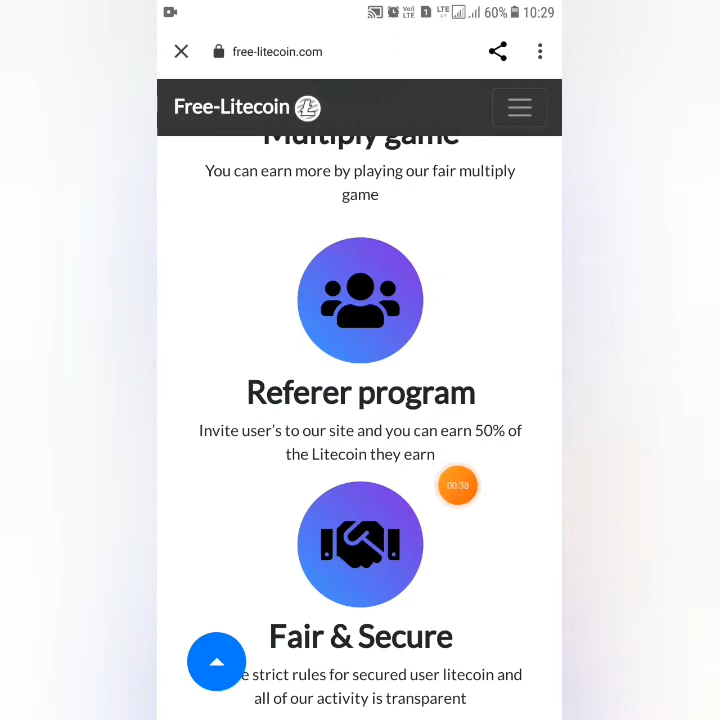 60% 10:29
free-litecoin.com
Free-Litecoin
Multiply game
You can earn more by playing our fair multiply
game
Referer program
Invite user's to our site and you can earn 50% of
the Litecoin they earn
00:38
Fair & Secure
strict rules for secured user litecoin and
all of our activity is transparent